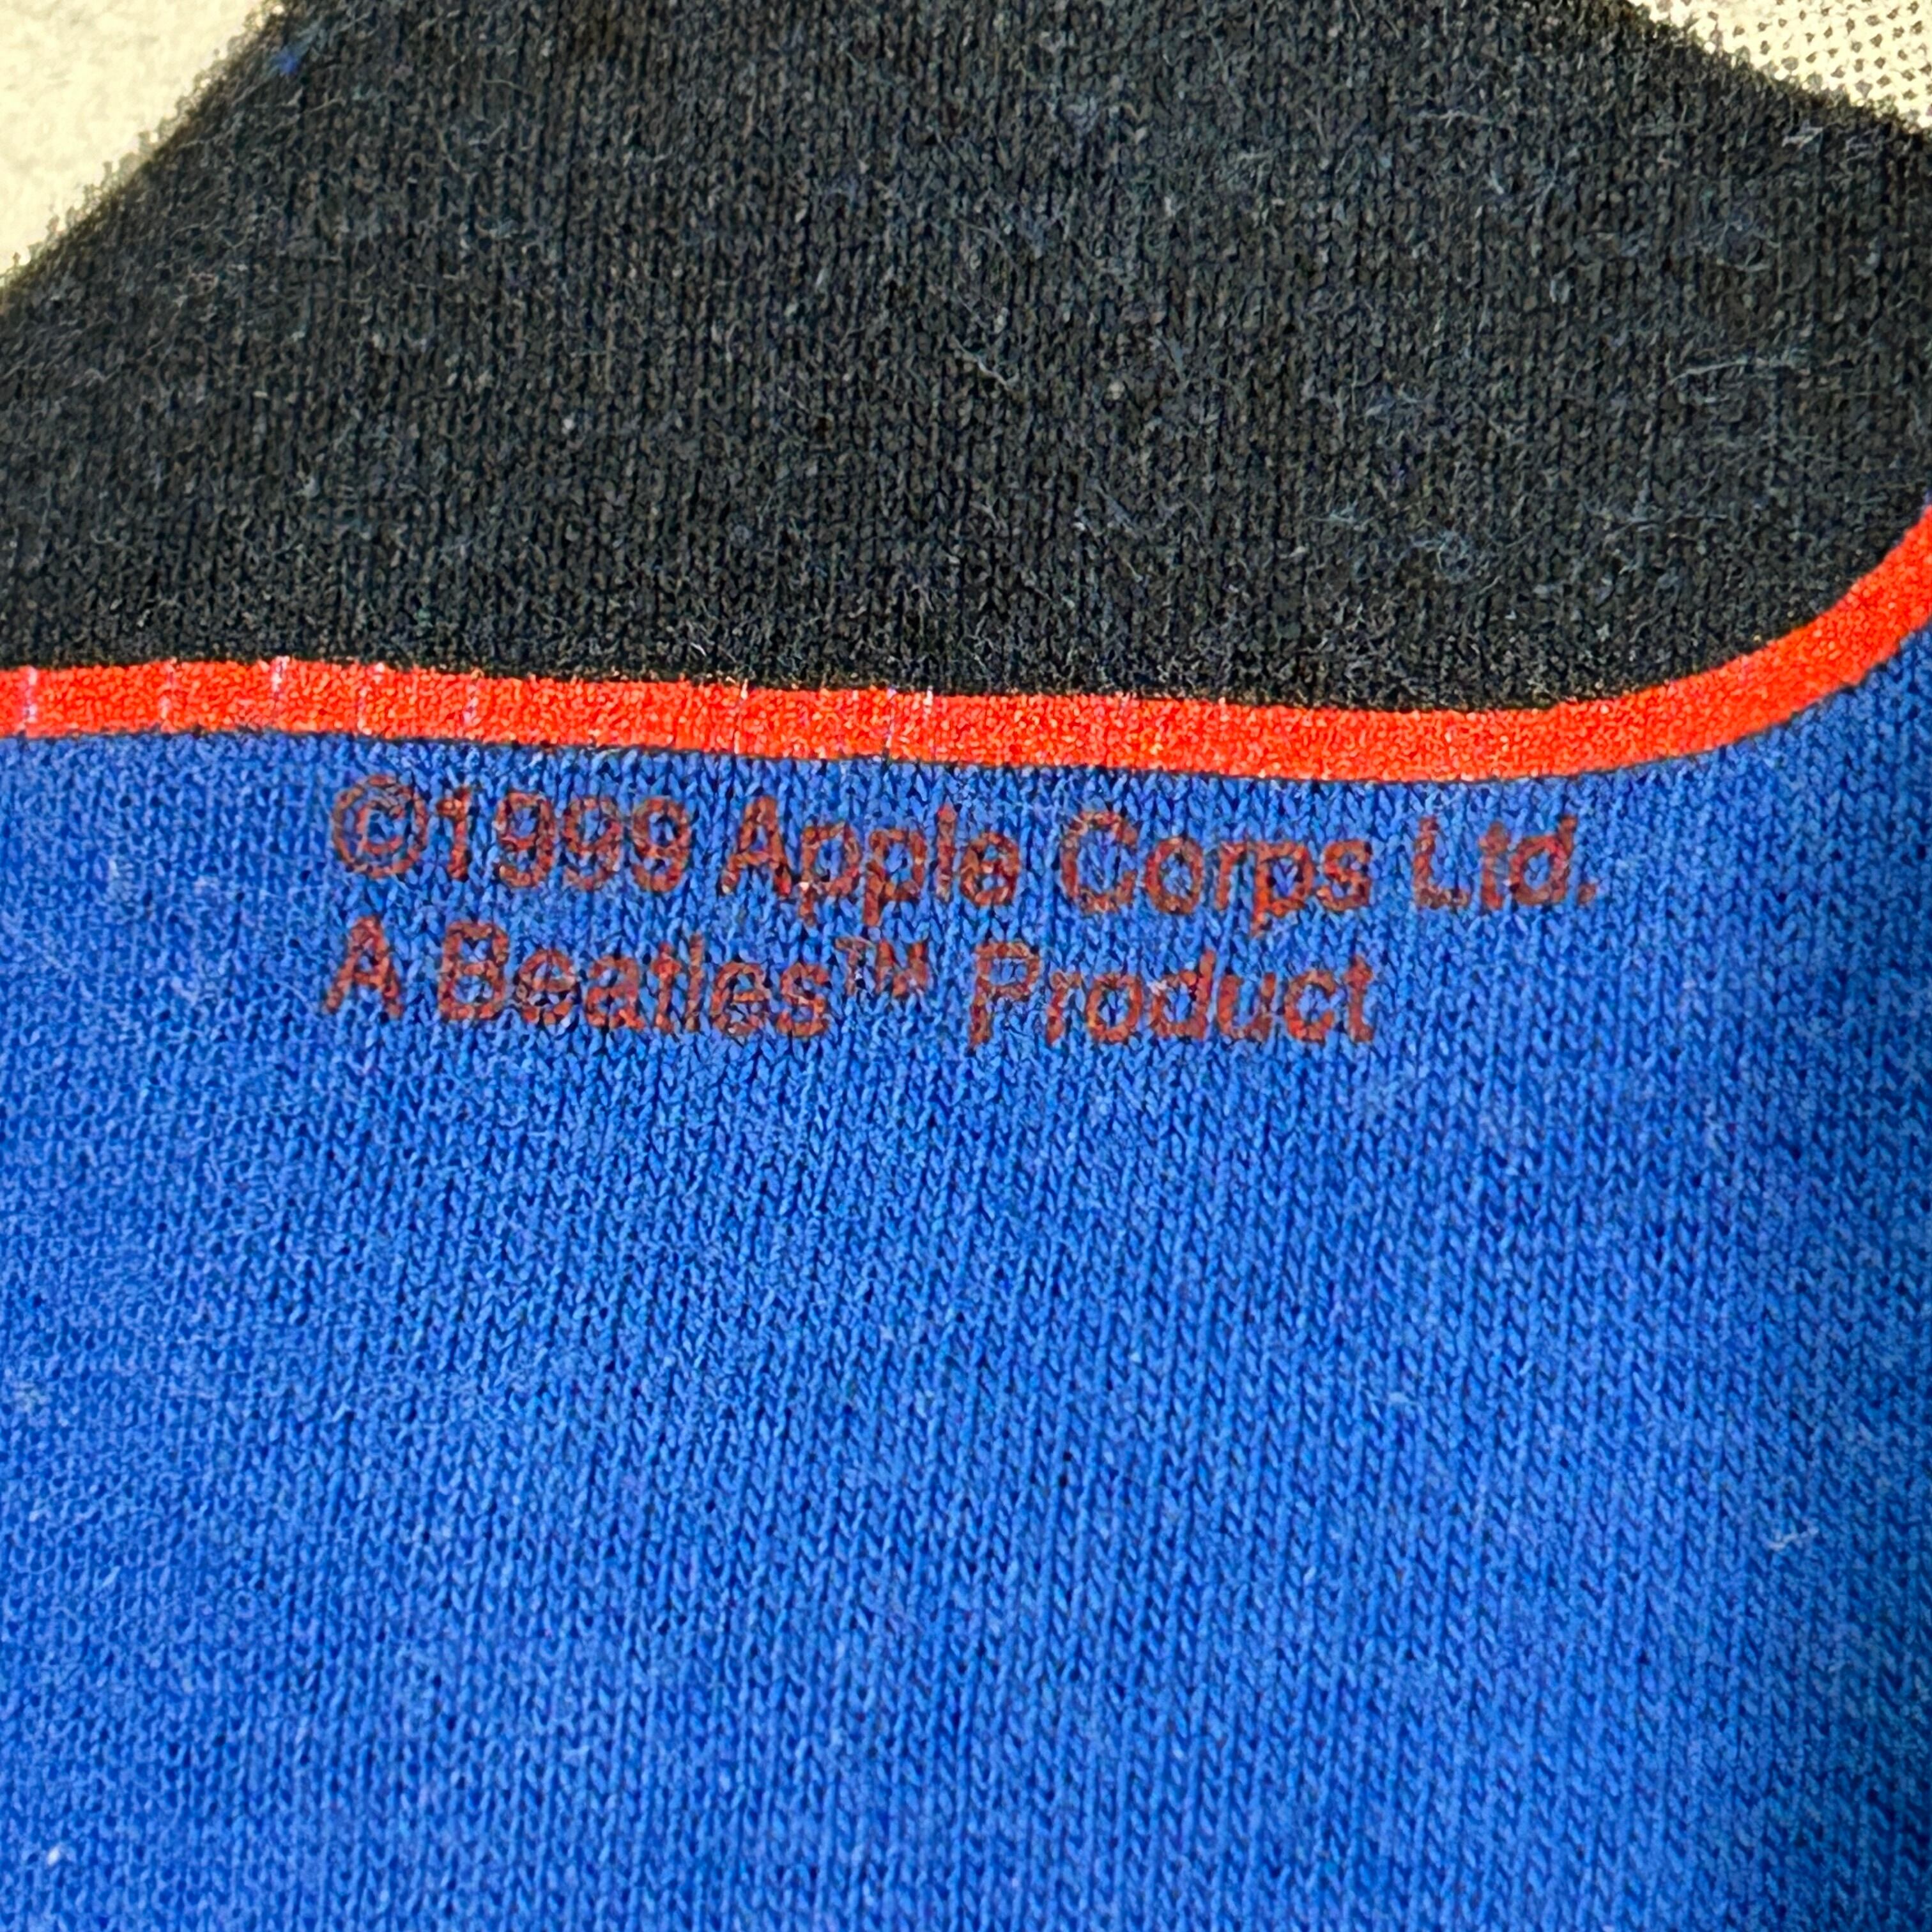 ©1999 Apple Corps Ltd.
A Beatles™ Product